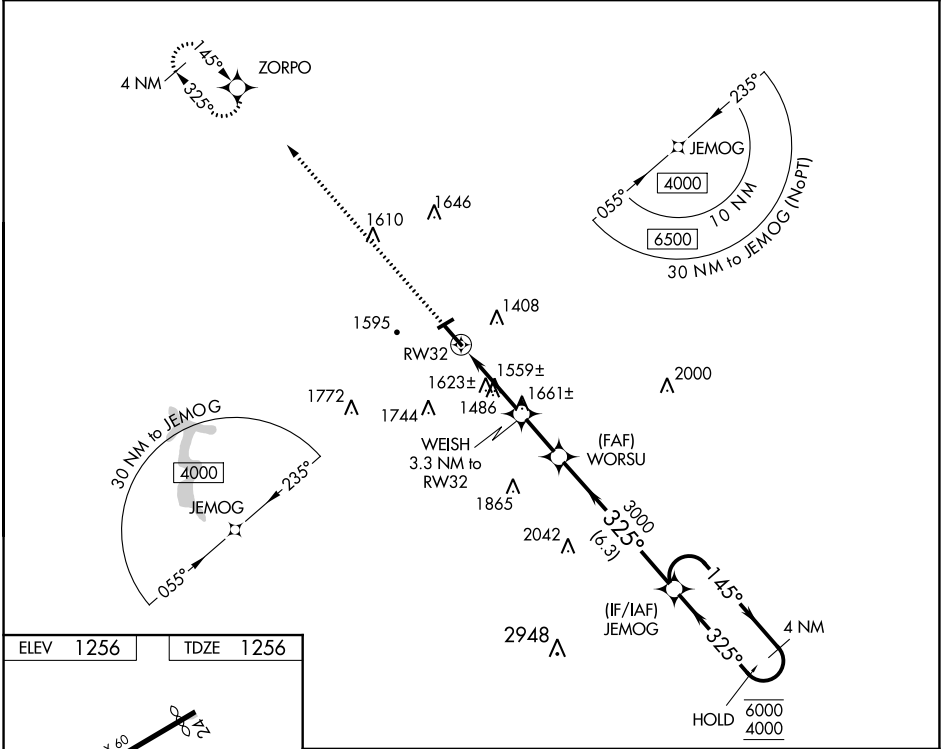 145°
ZORPO
4 NM
325°
235°
JEMOG
4000
055°
10 NM
6500
30 NM to JEMOG (NoPT)
1646
1610
1408
1595
RW32
1559±
1623±
2000
1661±
1486
1772
1744
30 NM to JEMOG
WEISH
3.3 NM to
RW32
(FAF)
WORSU
4000
235°
JEMOG
1865
3000
325°
(6.3)
2042
055°
145°
(IF/IAF)
JEMOG
4 NM
325°
2948
HOLD
6000
4000
ELEV 1256
TDZE 1256
24